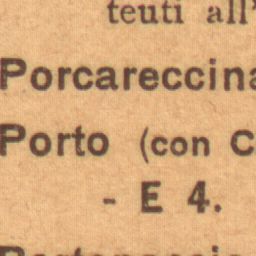 teuti all'
Porcareccina
Porto (con C
- E 4.